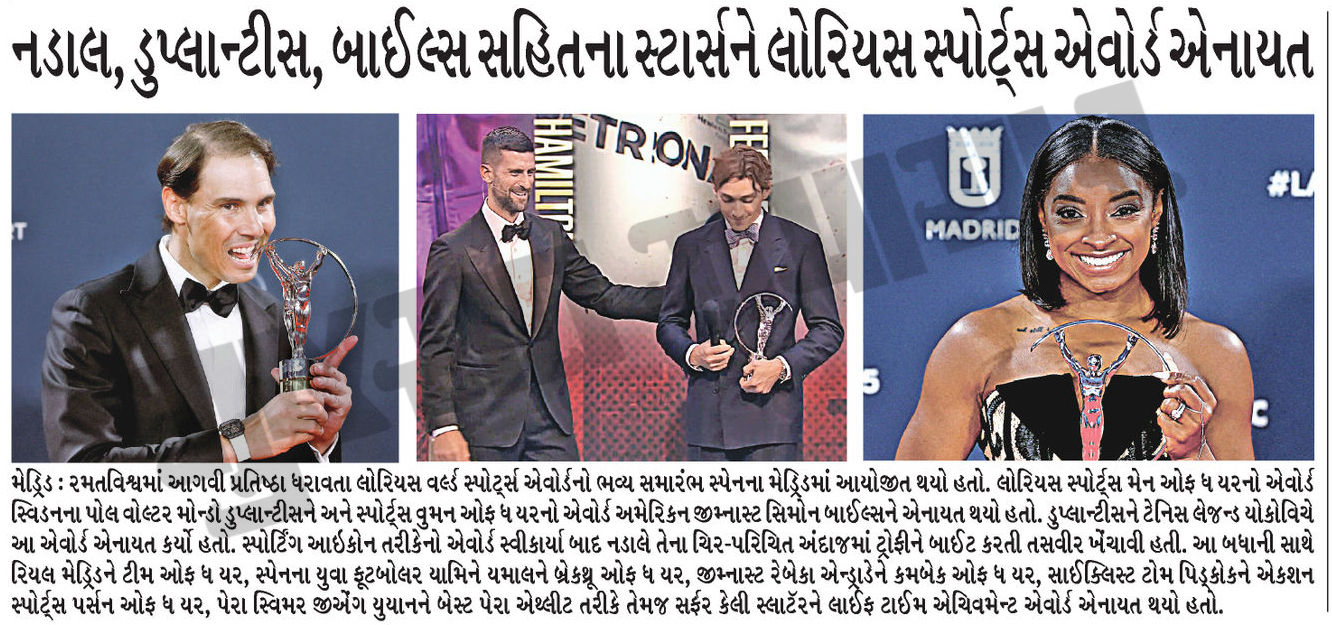 નડાલ, ડુપ્લાન્ટીસ, બાઈલ્સ સહિતના સ્ટાર્સને લોરિયસ સ્પોર્ટ્સ એવોર્ડ એનાયત
HAMILT
ETRONA
FE
MADRID
#LA
મેડ્રિડ : રમતવિશ્વમાં આગવી પ્રતિષ્ઠા ધરાવતા લોરિયસ વર્લ્ડ સ્પોર્ટ્સ એવોર્ડનો ભવ્ય સમારંભ સ્પેનના મેડ્રિડમાં આયોજીત થયો હતો. લોરિયસ સ્પોર્ટ્સ મેન ઓફ ધ યરનો એવોર્ડ
સ્વિડનના પોલ વોલ્ટર મોન્ડો ડુપ્લાન્ટીસને અને સ્પોર્ટ્સ વુમન ઓફ ધ યરનો એવોર્ડ અમેરિકન જીમ્નાસ્ટ સિમોન બાઈલ્સને એનાયત થયો હતો. ડુપ્લાન્ટીસને ટેનિસ લેજન્ડ યોકોવિચે
આ એવોર્ડ એનાયત કર્યો હતો. સ્પોર્ટિંગ આઇકોન તરીકેનો એવોર્ડ સ્વીકાર્યા બાદ નડાલે તેના ચિર-પરિચિત અંદાજમાં ટ્રોફીને બાઈટ કરતી તસવીર ખેંચાવી હતી. આ બધાની સાથે
રિયલ મેડ્રિડને ટીમ ઓફ ધ યર, સ્પેનના યુવા ફૂટબોલર યામિને યમાલને બ્રેકથ્રૂ ઓફ ધ યર, જીમ્નાસ્ટ રેબેકા એન્ડ્રાડેને કમબેક ઓફ ધ યર, સાઈક્લિસ્ટ ટોમ પિડ્કોકને એકશન
સ્પોર્ટ્સ પર્સન ઓફ ધ યર, પેરા સ્વિમર જીએંગ યુયાનને બેસ્ટ પેરા એથ્લીટ તરીકે તેમજ સર્ફર કેલી સ્લાટૅરને લાઈફ ટાઈમ એચિવમેન્ટ એવોર્ડ એનાયત થયો હતો.